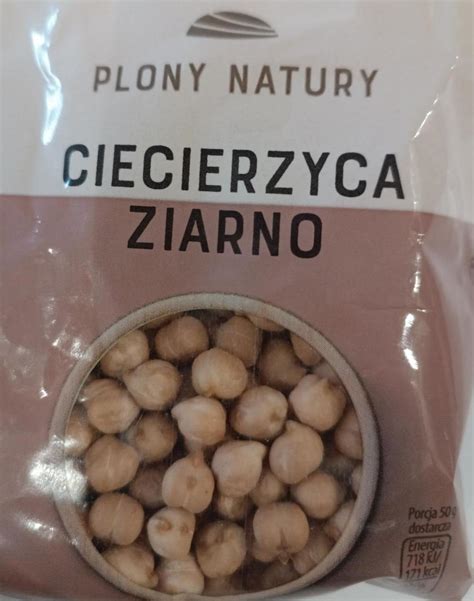 PLONY NATURY
CIECIERZYCA
ZIARNO
Porcja 50 g
dostarcza
Energia
718 kJ/
171 kcal